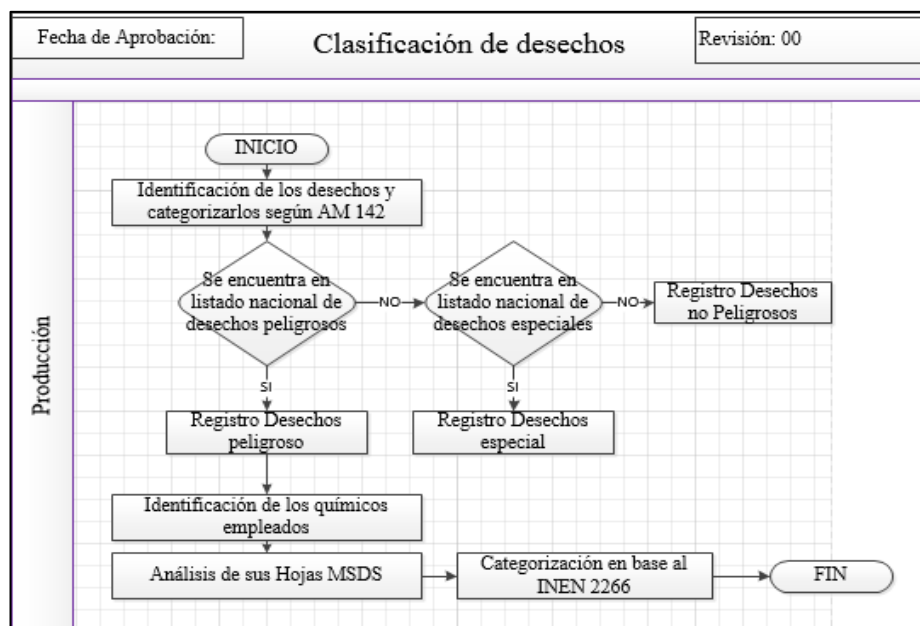 Fecha de Aprobación:
Clasificación de desechos
Revisión: 00
Producción
INICIO
Identificación de los desechos y
categorizarlos según AM 142
Se encuentra en
listado nacional de
desechos peligrosos
NO
Se encuentra en
listado nacional de
desechos especiales
NO
Registro Desechos
no Peligrosos
SI
SI
Registro Desechos
peligroso
Registro Desechos
especial
Identificación de los químicos
empleados
Análisis de sus Hojas MSDS
Categorización en base al
INEN 2266
FIN